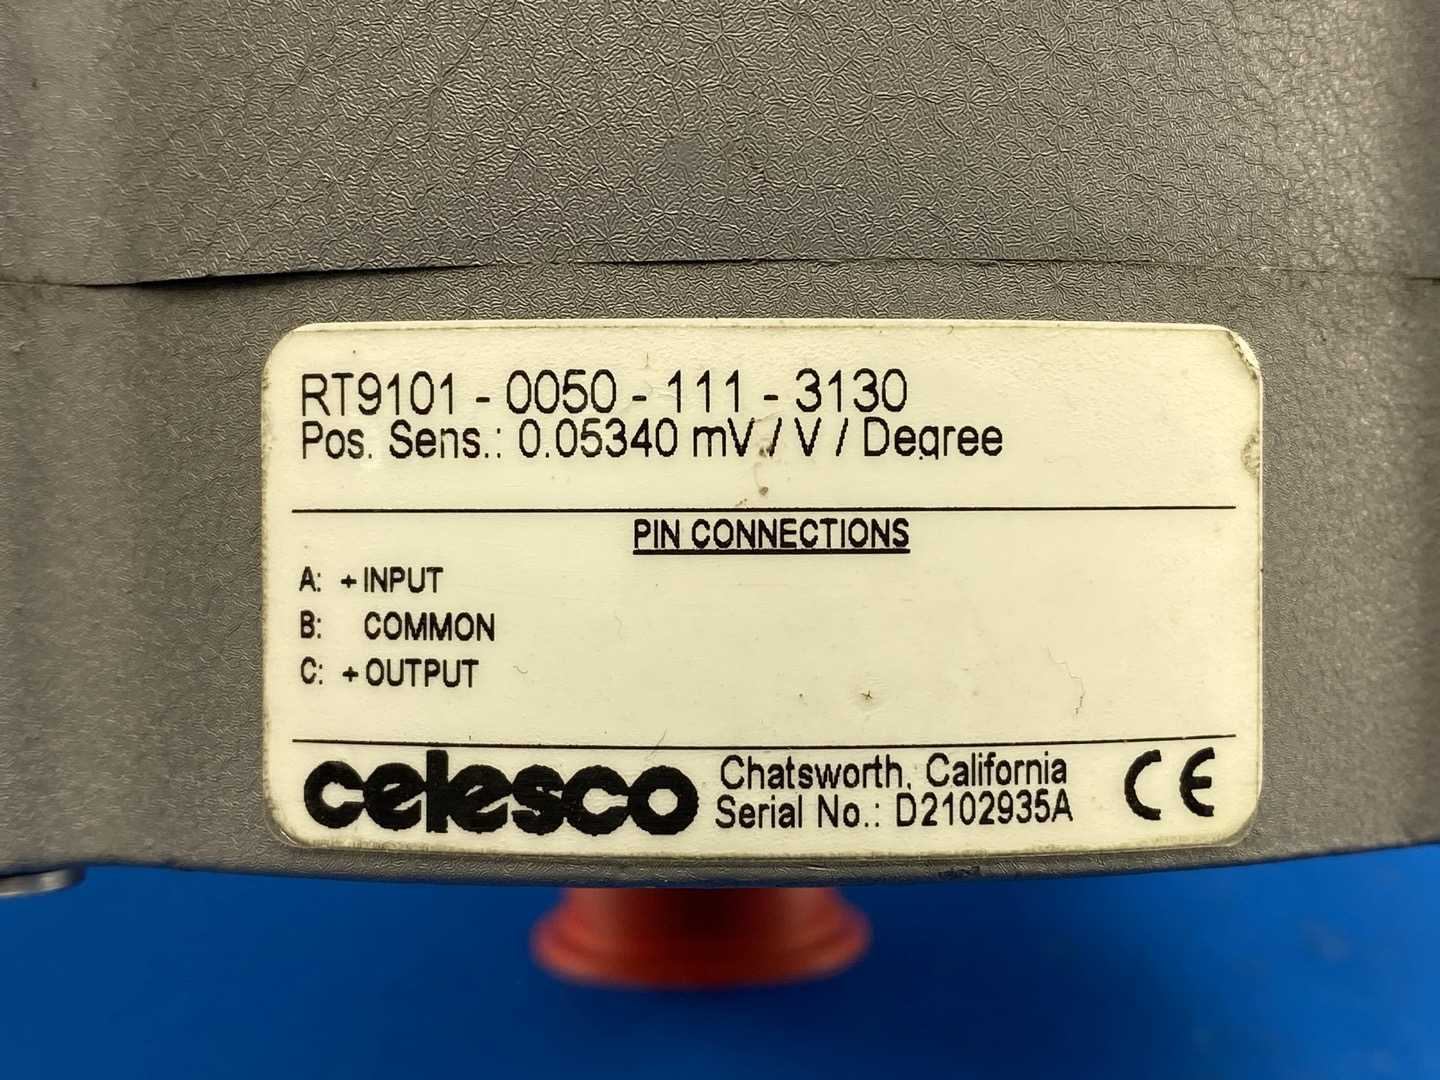 RT9101 - 0050 - 111 - 3130
Pos. Sens.: 0.05340 mV / V / Degree
PIN CONNECTIONS
A: + INPUT
B: COMMON
C: + OUTPUT
celesco
Chatsworth, California
Serial No.: D2102935A
CE